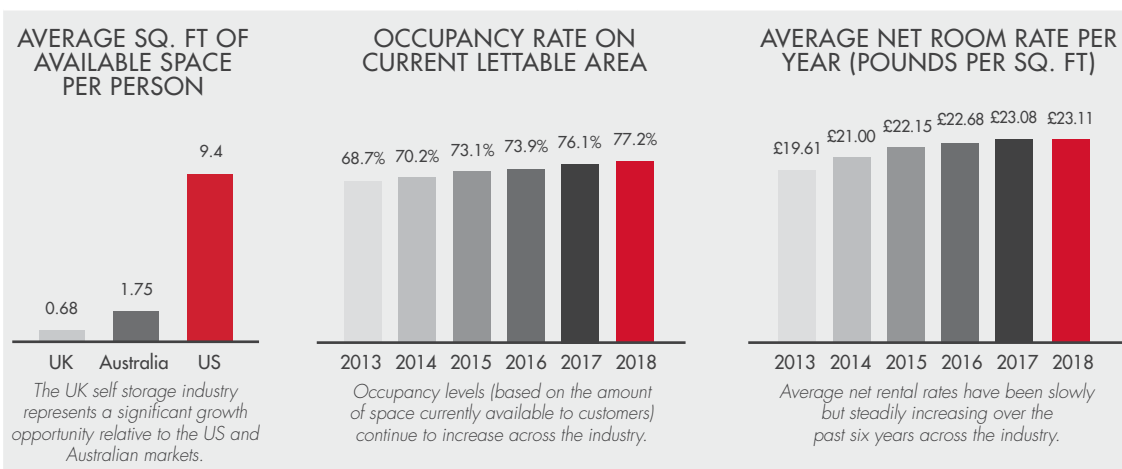 AVERAGE SQ. FT OF
AVAILABLE SPACE
PER PERSON
0.68
1.75
9.4
UK Australia US
The UK self storage industry
represents a significant growth
opportunity relative to the US and
Australian markets.
OCCUPANCY RATE ON
CURRENT LETTABLE AREA
68.7% 70.2% 73.1% 73.9% 76.1% 77.2%
2013 2014 2015 2016 2017 2018
Occupancy levels (based on the amount
of space currently available to customers)
continue to increase across the industry.
AVERAGE NET ROOM RATE PER
YEAR (POUNDS PER SQ. FT)
£19.61 £21.00 £22.15 £22.68 £23.08 £23.11
2013 2014 2015 2016 2017 2018
Average net rental rates have been slowly
but steadily increasing over the
past six years across the industry.